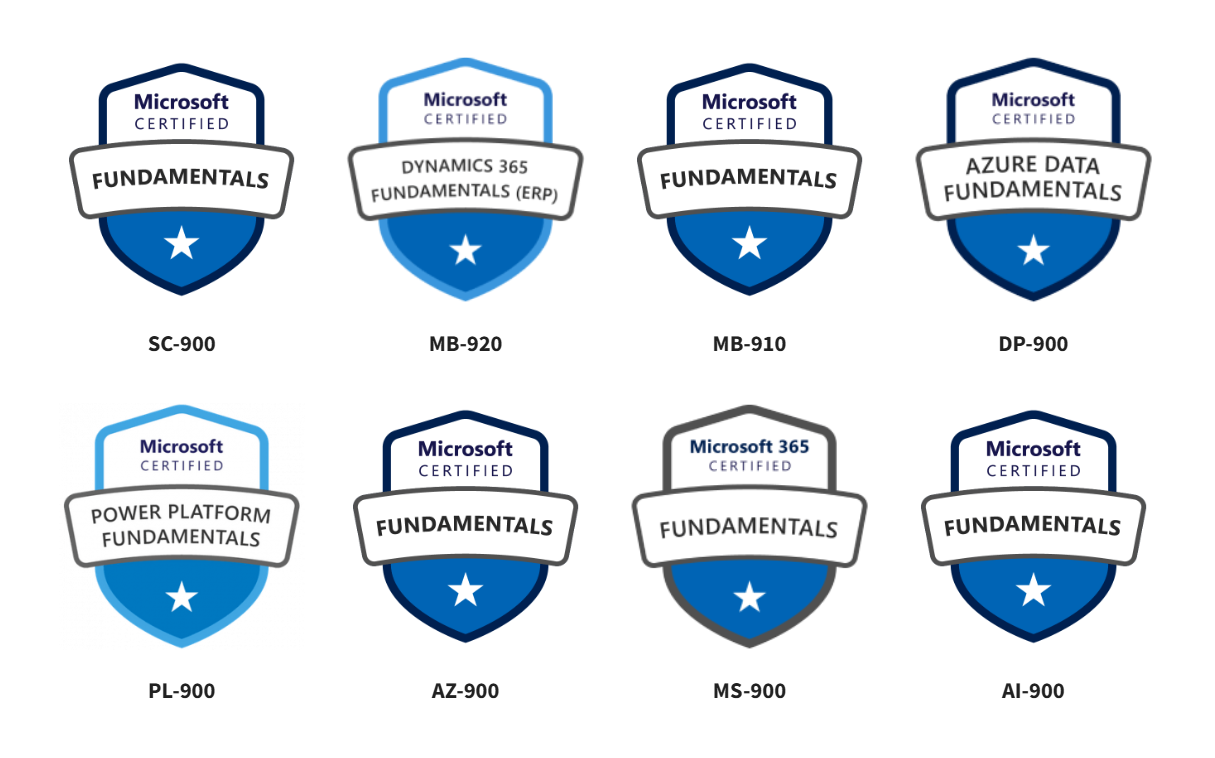 Microsoft
CERTIFIED
FUNDAMENTALS
SC-900
Microsoft
CERTIFIED
DYNAMICS 365
FUNDAMENTALS (ERP)
MB-920
Microsoft
CERTIFIED
FUNDAMENTALS
MB-910
Microsoft
CERTIFIED
AZURE DATA
FUNDAMENTALS
DP-900
Microsoft
CERTIFIED
POWER PLATFORM
FUNDAMENTALS
PL-900
Microsoft
CERTIFIED
FUNDAMENTALS
AZ-900
Microsoft 365
CERTIFIED
FUNDAMENTALS
MS-900
Microsoft
CERTIFIED
FUNDAMENTALS
AI-900